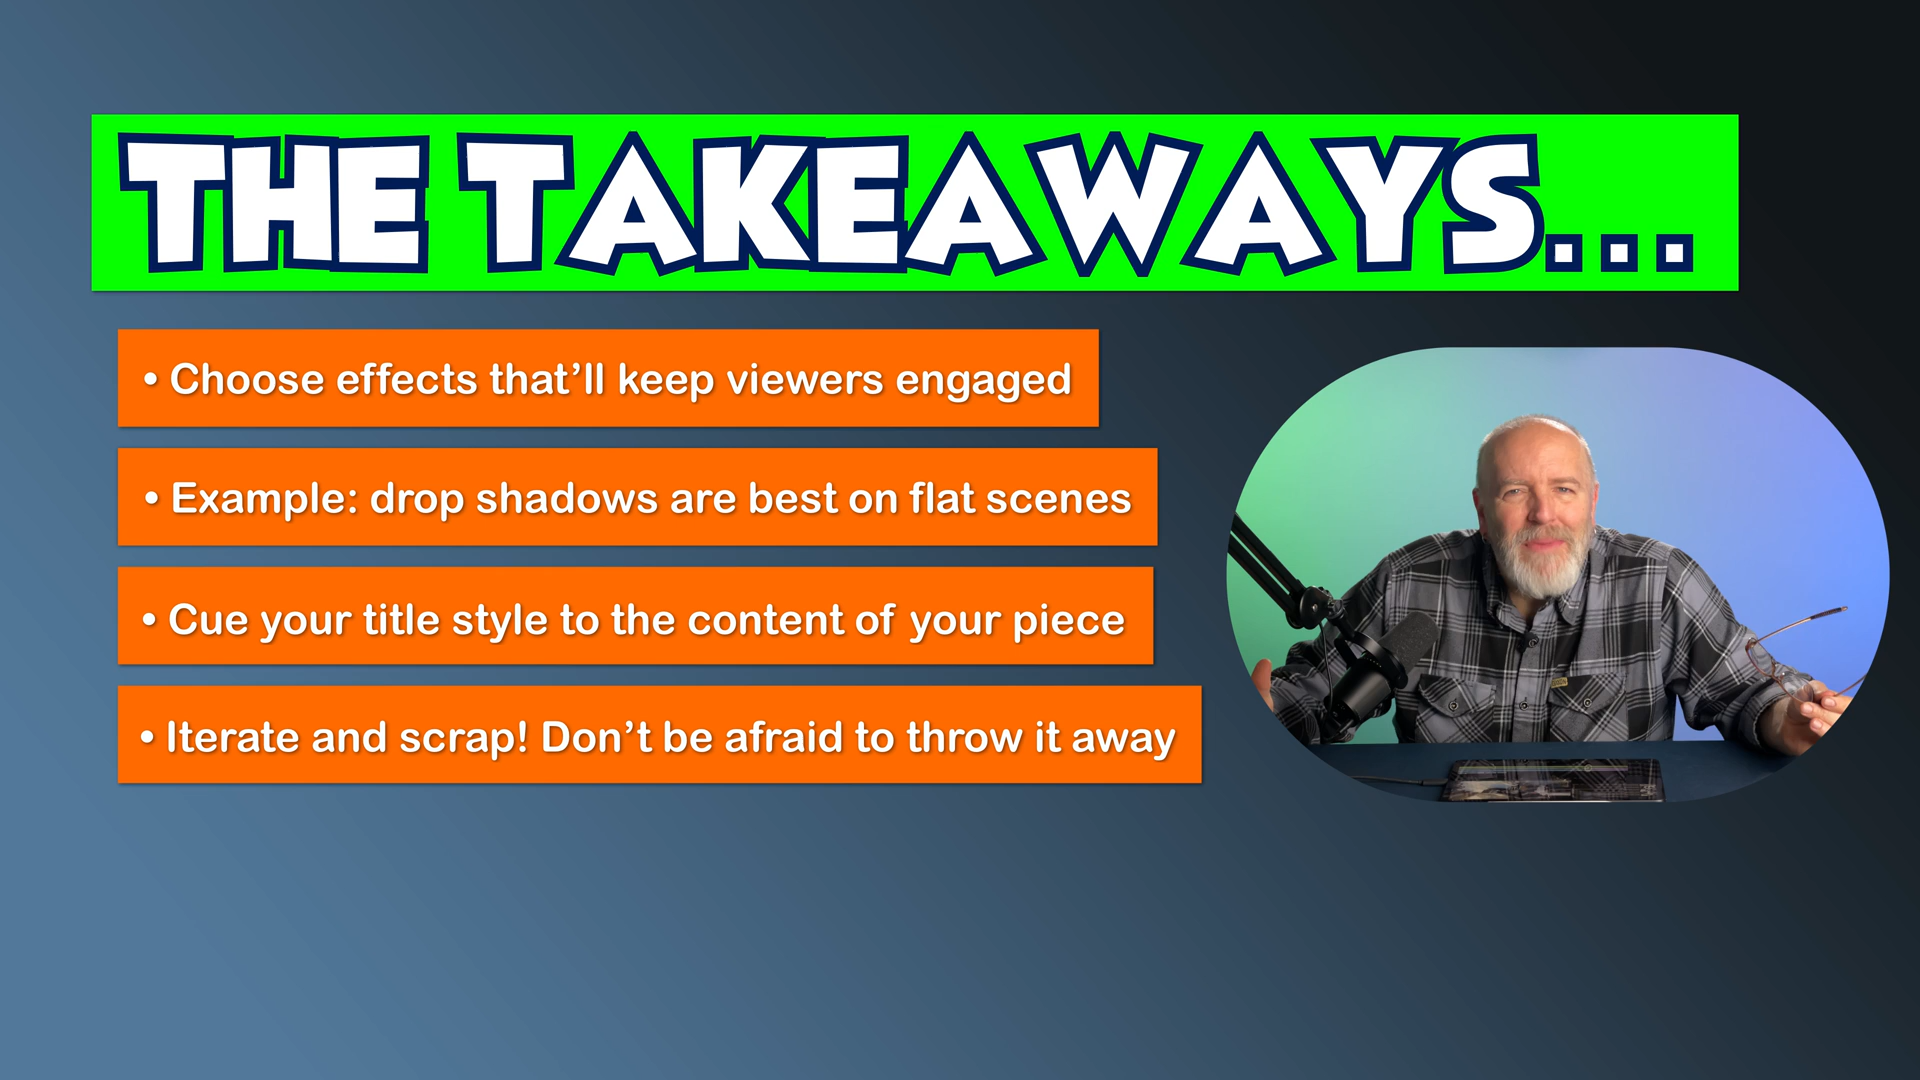 THE TAKEAWAYS...
• Choose effects that’ll keep viewers engaged
• Example: drop shadows are best on flat scenes
• Cue your title style to the content of your piece
• Iterate and scrap! Don’t be afraid to throw it away